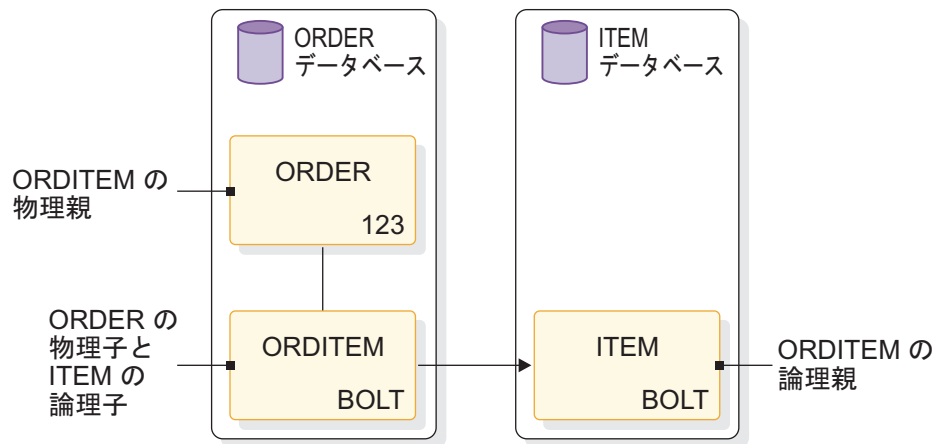 ORDER
データベース
ITEM
データベース
ORDITEM の
物理親
ORDER
123
ORDER の
物理子と
ITEM の
論理子
ORDITEM
BOLT
ITEM
BOLT
ORDITEM の
論理親